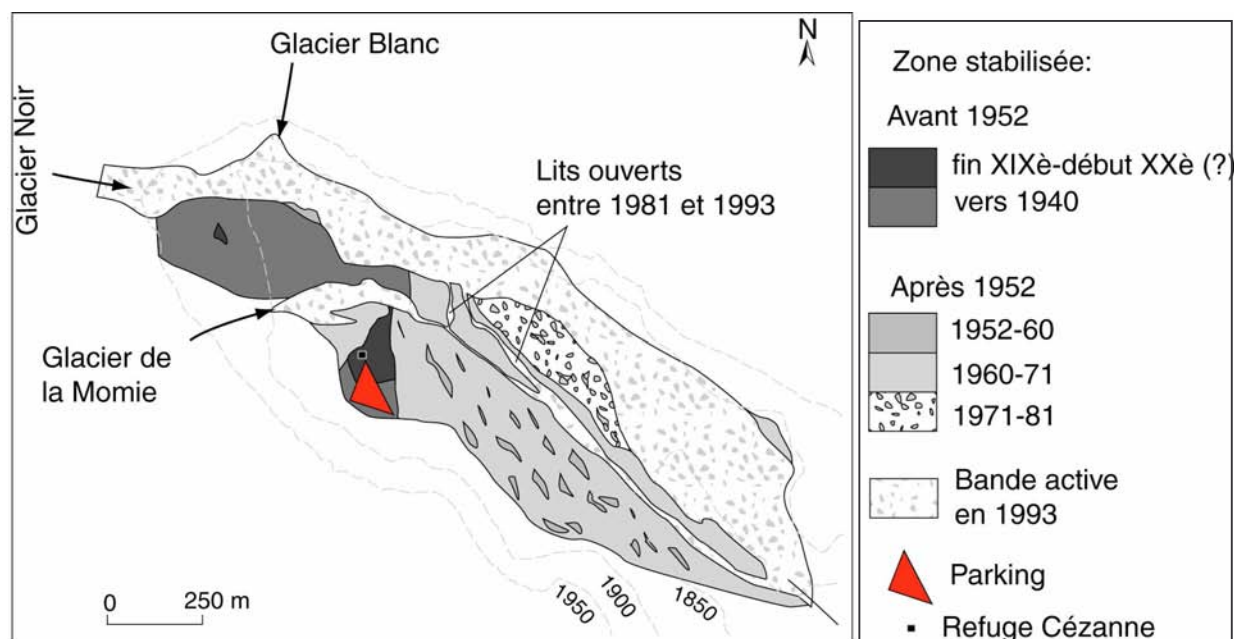 Glacier Blanc
N
Glacier Noir
Lits ouverts
entre 1981 et 1993
Glacier de
la Momie
0 250 m
1950
1900
1850
Zone stabilisée:
Avant 1952
fin XIXè-début XXè (?)
vers 1940
Après 1952
1952-60
1960-71
1971-81
Bande active
en 1993
Parking
Refuge Cézanne